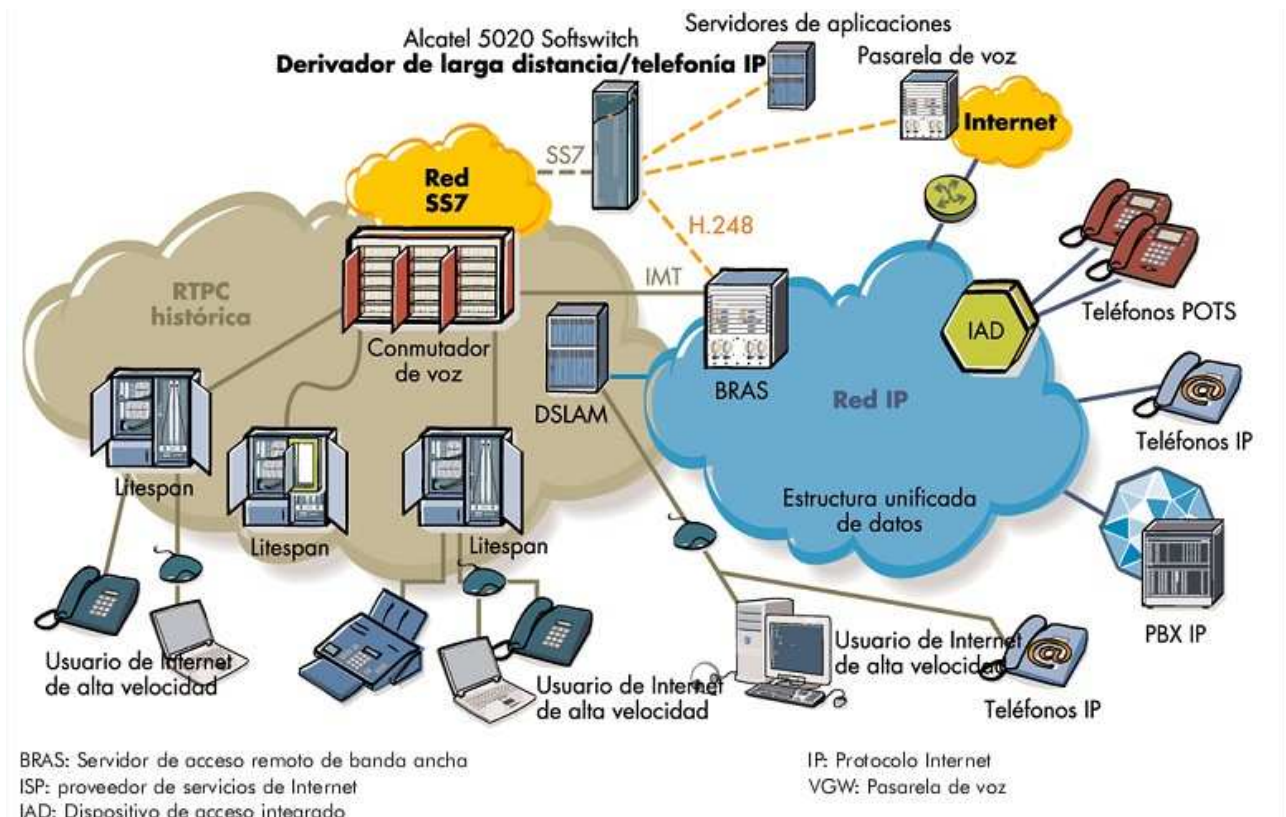 Alcatel 5020 Softswitch
Derivador de larga distancia/telefonía IP
Servidores de aplicaciones
Pasarela de voz
Internet
SS7
Red
SS7
H.248
IMT
RTPC
histórica
Conmutador
de voz
DSLAM
BRAS
Red IP
IAD
Teléfonos POTS
Teléfonos IP
Estructura unificada
de datos
Litespan
Litespan
Litespan
PBX IP
Usuario de Internet
de alta velocidad
Usuario de Internet
de alta velocidad
Usuario de Internet
de alta velocidad
Teléfonos IP
BRAS: Servidor de acceso remoto de banda ancha
ISP: proveedor de servicios de Internet
IAD: Dispositivo de acceso integrado
IP: Protocolo Internet
VGW: Pasarela de voz